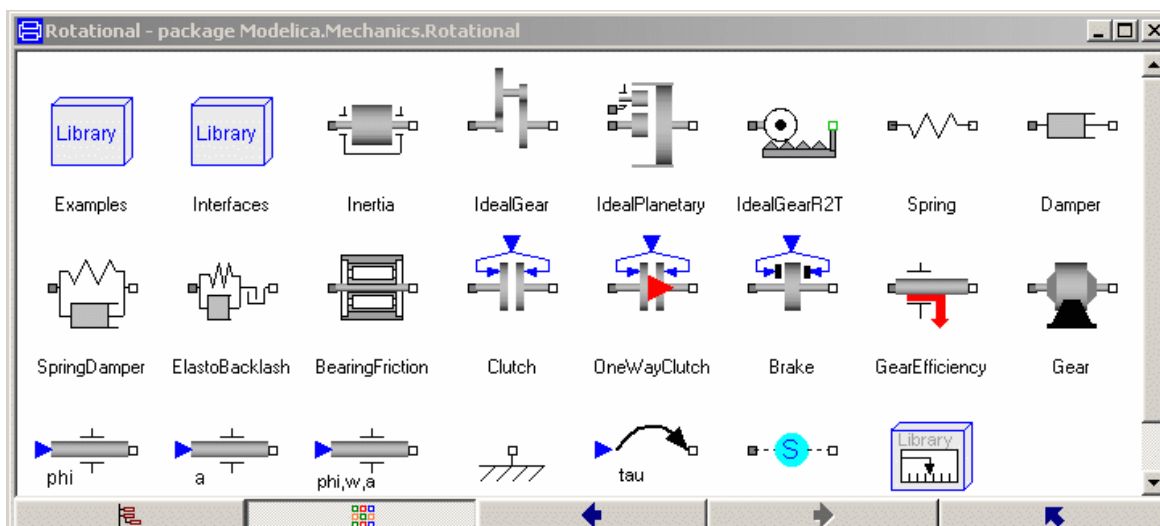 Rotational - package Modelica.Mechanics.Rotational
Library Library
Examples Interfaces Inertia IdealGear IdealPlanetary IdealGearR2T Spring Damper
SpringDamper ElastoBacklash BearingFriction Clutch OneWayClutch Brake GearEfficiency Gear
Library
S
phi a phi,w,a tau